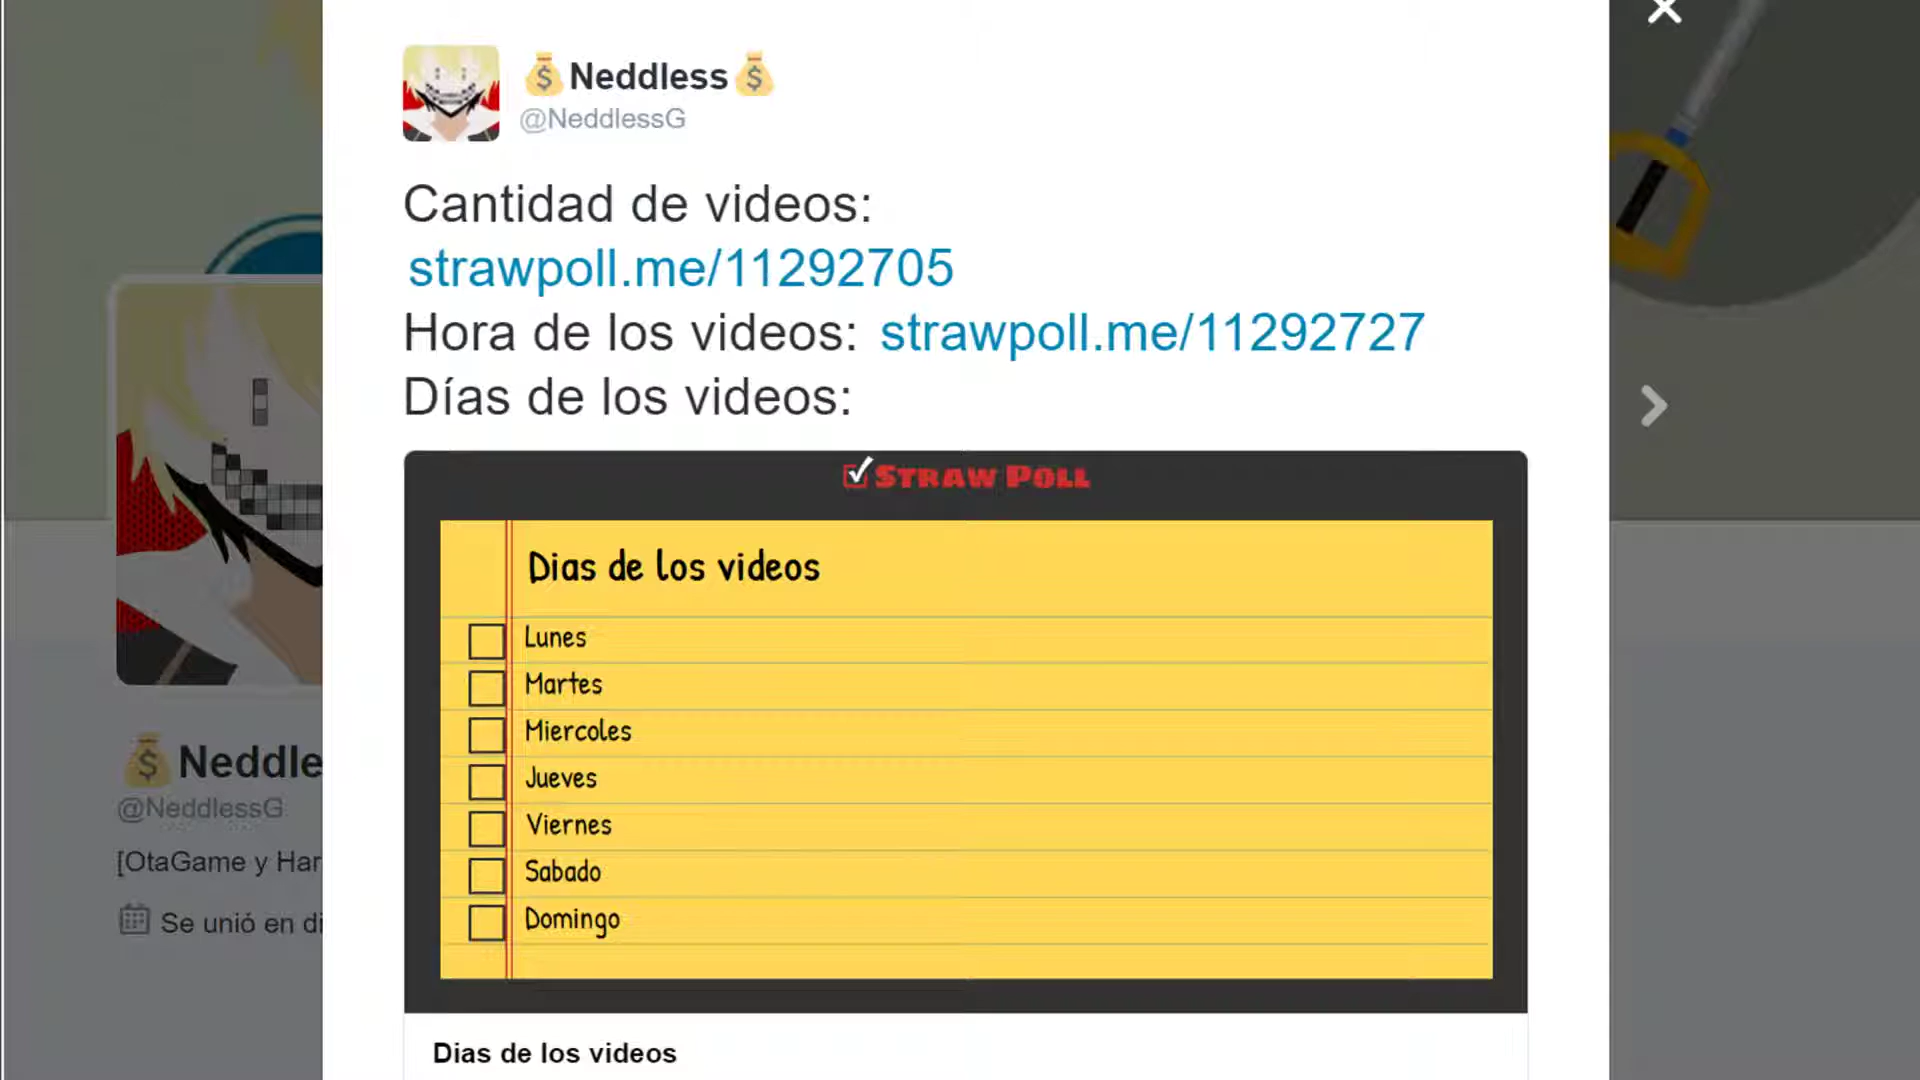 💰Neddless💰
@NeddlessG
Cantidad de videos:
strawpoll.me/11292705
Hora de los videos: strawpoll.me/11292727
Días de los videos:
STRAW POLL
Dias de los videos
Lunes
Martes
Miercoles
Jueves
Viernes
Sabado
Domingo
Dias de los videos
💰Neddle
@NeddlessG
[OtaGame y Har
Se unió en di